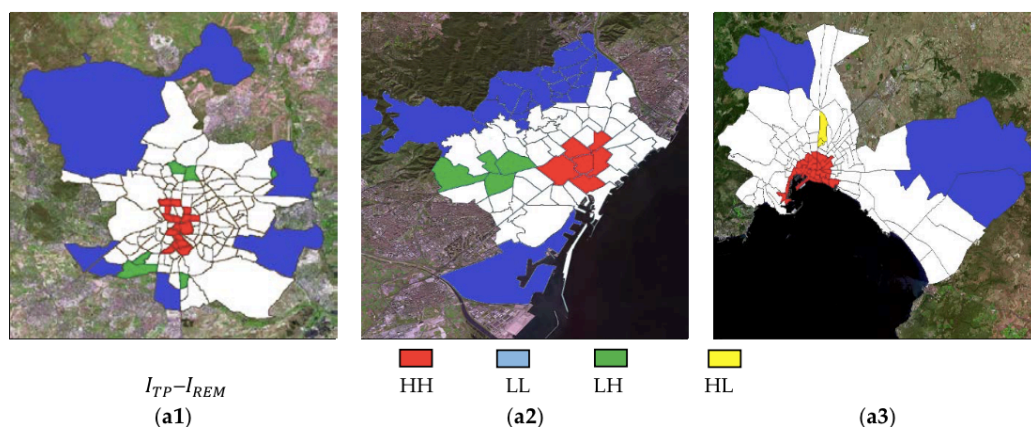 HH LL LH HL
I_TP–I_REM
(a1) (a2) (a3)